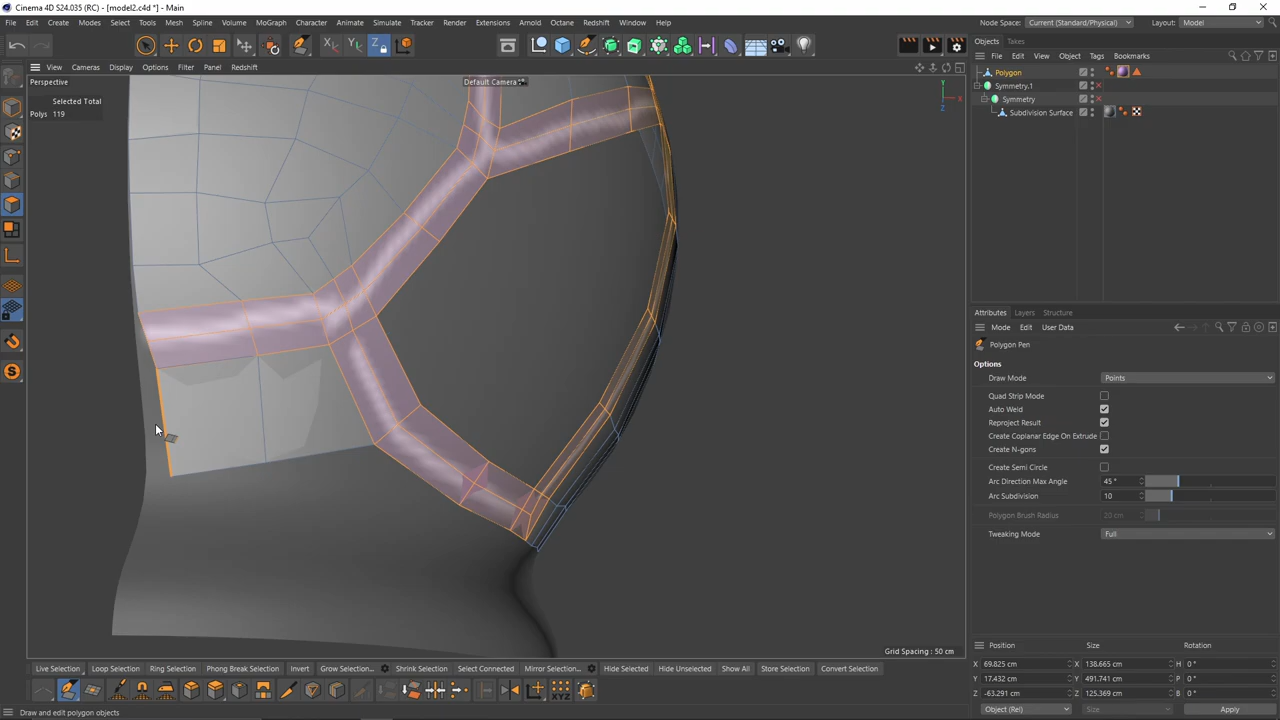 Cinema 4D S24.035 (RC) - [model2.c4d *] - Main
File Edit Create Modes Select Tools Mesh Spline Volume MoGraph Character Animate Simulate Tracker Render Extensions Arnold Octane Redshift Window Help
Node Space: Current (Standard/Physical) Layout: Model
View Cameras Display Options Filter Panel Redshift
Perspective
Default Camera
Selected Total
Polys 119
Objects Takes
File Edit View Object Tags Bookmarks
Polygon
Symmetry.1
Symmetry
Subdivision Surface
Attributes Layers Structure
Mode Edit User Data
Polygon Pen
Options
Draw Mode Points
Quad Strip Mode
Auto Weld
Reproject Result
Create Coplanar Edge On Extrude
Create N-gons
Create Semi Circle
Arc Direction Max Angle 45 °
Arc Subdivision 10
Polygon Brush Radius 20 cm
Tweaking Mode Full
Grid Spacing : 50 cm
Y
X
Z
Position Size Rotation
X 69.825 cm X 138.665 cm H 0 °
Y 17.432 cm Y 491.741 cm P 0 °
Z -63.291 cm Z 125.369 cm B 0 °
Object (Rel) Size Apply
Live Selection Loop Selection Ring Selection Phong Break Selection Invert Grow Selection... Shrink Selection Select Connected Mirror Selection... Hide Selected Hide Unselected Show All Store Selection Convert Selection
XYZ
Draw and edit polygon objects